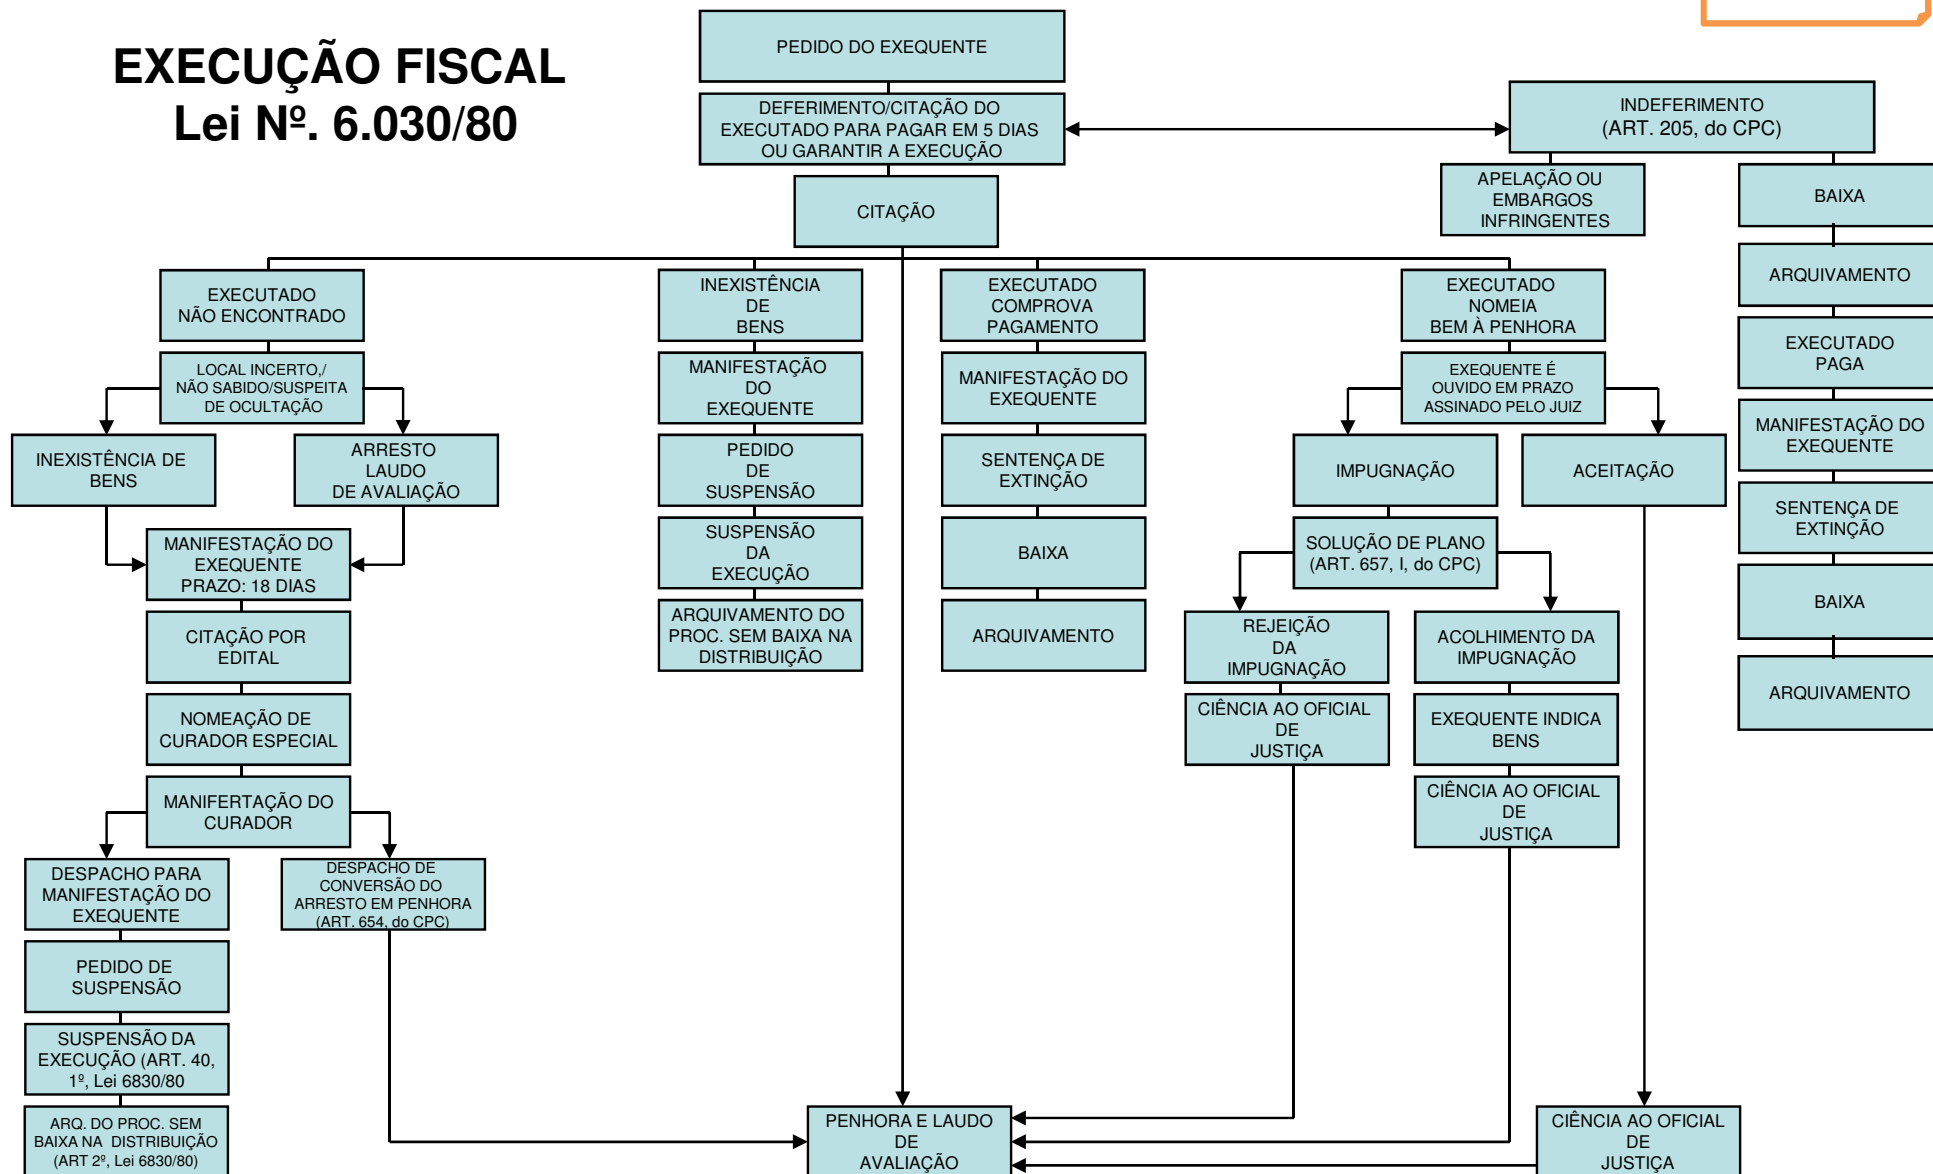 EXECUÇÃO FISCAL
Lei Nº. 6.030/80
PEDIDO DO EXEQUENTE
DEFERIMENTO/CITAÇÃO DO
EXECUTADO PARA PAGAR EM 5 DIAS
OU GARANTIR A EXECUÇÃO
INDEFERIMENTO
(ART. 205, do CPC)
CITAÇÃO
APELAÇÃO OU
EMBARGOS
INFRINGENTES
BAIXA
ARQUIVAMENTO
EXECUTADO
PAGA
MANIFESTAÇÃO DO
EXEQUENTE
SENTENÇA DE
EXTINÇÃO
BAIXA
ARQUIVAMENTO
EXECUTADO
NÃO ENCONTRADO
LOCAL INCERTO,/
NÃO SABIDO/SUSPEITA
DE OCULTAÇÃO
INEXISTÊNCIA DE
BENS
ARRESTO
LAUDO
DE AVALIAÇÃO
MANIFESTAÇÃO DO
EXEQUENTE
PRAZO: 18 DIAS
CITAÇÃO POR
EDITAL
NOMEAÇÃO DE
CURADOR ESPECIAL
MANIFERTAÇÃO DO
CURADOR
DESPACHO PARA
MANIFESTAÇÃO DO
EXEQUENTE
DESPACHO DE
CONVERSÃO DO
ARRESTO EM PENHORA
(ART. 654, do CPC)
PEDIDO DE
SUSPENSÃO
SUSPENSÃO DA
EXECUÇÃO (ART. 40,
1º, Lei 6830/80
ARQ. DO PROC. SEM
BAIXA NA DISTRIBUIÇÃO
(ART 2º, Lei 6830/80)
INEXISTÊNCIA
DE
BENS
MANIFESTAÇÃO
DO
EXEQUENTE
PEDIDO
DE
SUSPENSÃO
SUSPENSÃO
DA
EXECUÇÃO
ARQUIVAMENTO DO
PROC. SEM BAIXA NA
DISTRIBUIÇÃO
EXECUTADO
COMPROVA
PAGAMENTO
MANIFESTAÇÃO DO
EXEQUENTE
SENTENÇA DE
EXTINÇÃO
BAIXA
ARQUIVAMENTO
EXECUTADO
NOMEIA
BEM À PENHORA
EXEQUENTE É
OUVIDO EM PRAZO
ASSINADO PELO JUIZ
IMPUGNAÇÃO
ACEITAÇÃO
SOLUÇÃO DE PLANO
(ART. 657, I, do CPC)
REJEIÇÃO
DA
IMPUGNAÇÃO
ACOLHIMENTO DA
IMPUGNAÇÃO
CIÊNCIA AO OFICIAL
DE
JUSTIÇA
EXEQUENTE INDICA
BENS
CIÊNCIA AO OFICIAL
DE
JUSTIÇA
PENHORA E LAUDO
DE
AVALIAÇÃO
CIÊNCIA AO OFICIAL
DE
JUSTIÇA